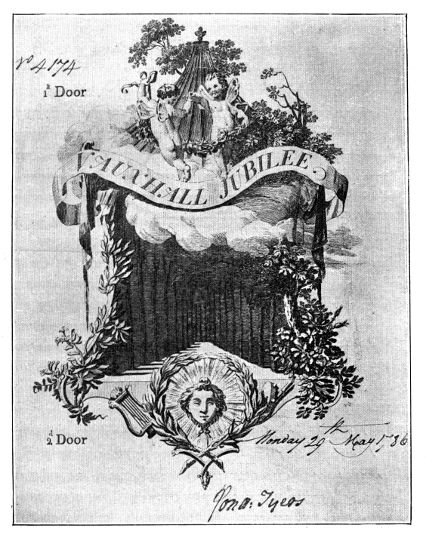 No 4174
1st Door
VAUXHALL JUBILEE
2d Door
Monday 29th May 1786
Jona: Tyers